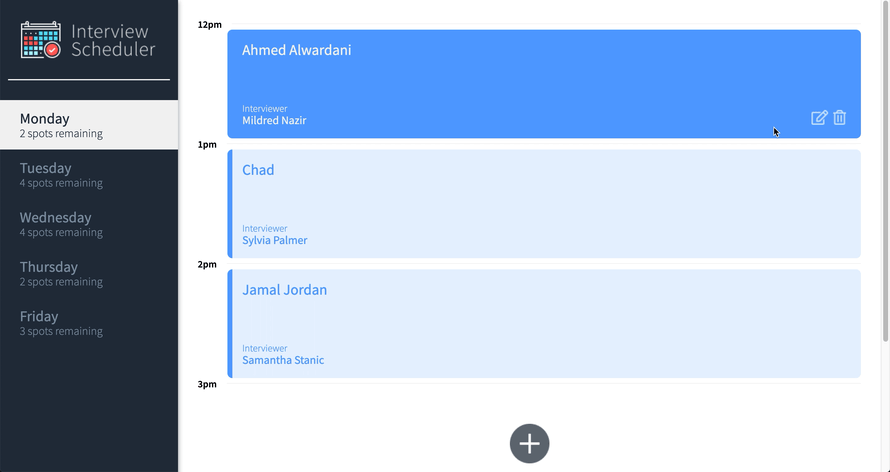 Interview
Scheduler
Monday
2 spots remaining
Tuesday
4 spots remaining
Wednesday
4 spots remaining
Thursday
2 spots remaining
Friday
3 spots remaining
12pm
Ahmed Alwardani
Interviewer
Mildred Nazir
1pm
Chad
Interviewer
Sylvia Palmer
2pm
Jamal Jordan
Interviewer
Samantha Stanic
3pm